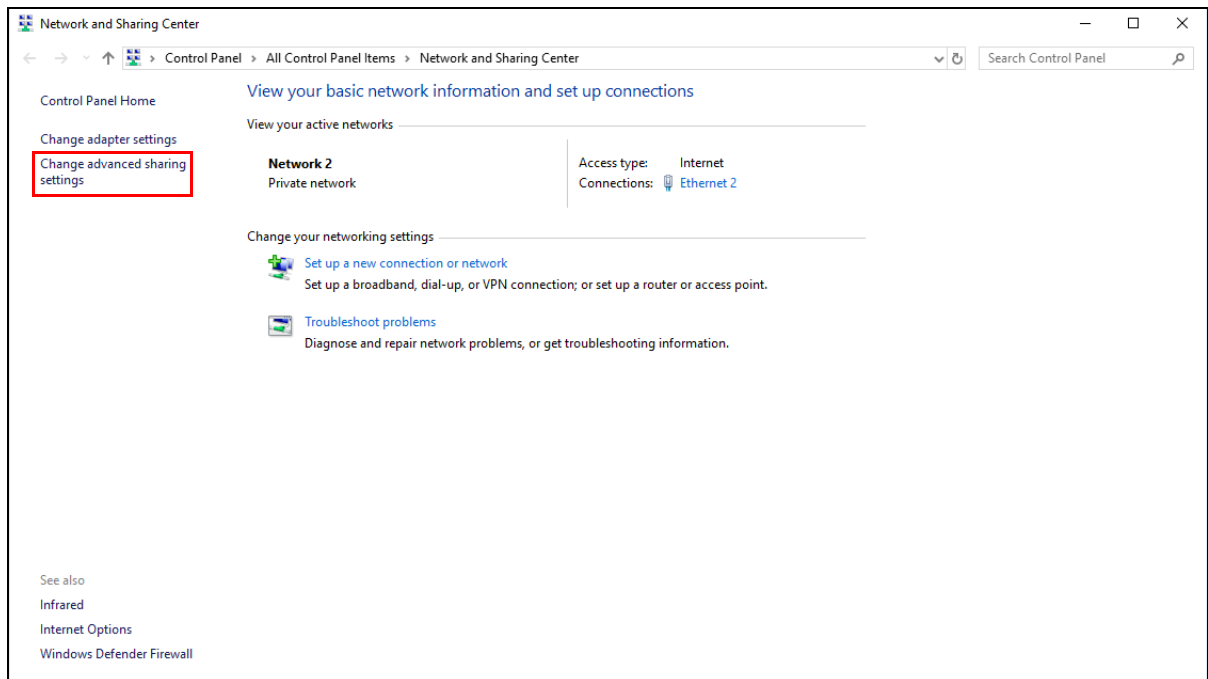 Network and Sharing Center
Control Panel > All Control Panel Items > Network and Sharing Center
Search Control Panel
Control Panel Home
Change adapter settings
Change advanced sharing
settings
View your basic network information and set up connections
View your active networks
Network 2
Private network
Access type: Internet
Connections: Ethernet 2
Change your networking settings
Set up a new connection or network
Set up a broadband, dial-up, or VPN connection; or set up a router or access point.
Troubleshoot problems
Diagnose and repair network problems, or get troubleshooting information.
See also
Infrared
Internet Options
Windows Defender Firewall